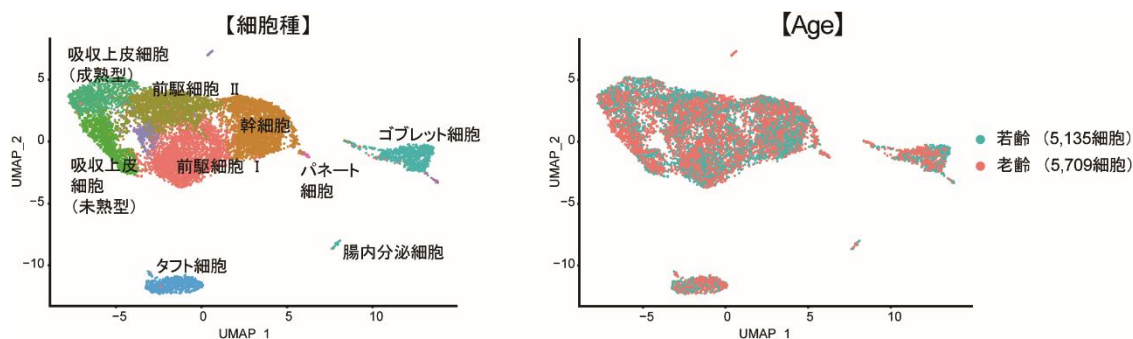 【細胞種】
吸収上皮細胞
（成熟型）
前駆細胞 Ⅱ
幹細胞
ゴブレット細胞
前駆細胞 Ⅰ
パネート
細胞
吸収上皮
細胞
（未熟型）
腸内分泌細胞
タフト細胞
5
0
−5
−10
UMAP_2
−5
0
5
10
UMAP_1
【Age】
若齢 （5,135細胞）
老齢 （5,709細胞）
5
0
−5
−10
UMAP_2
−5
0
5
10
UMAP_1